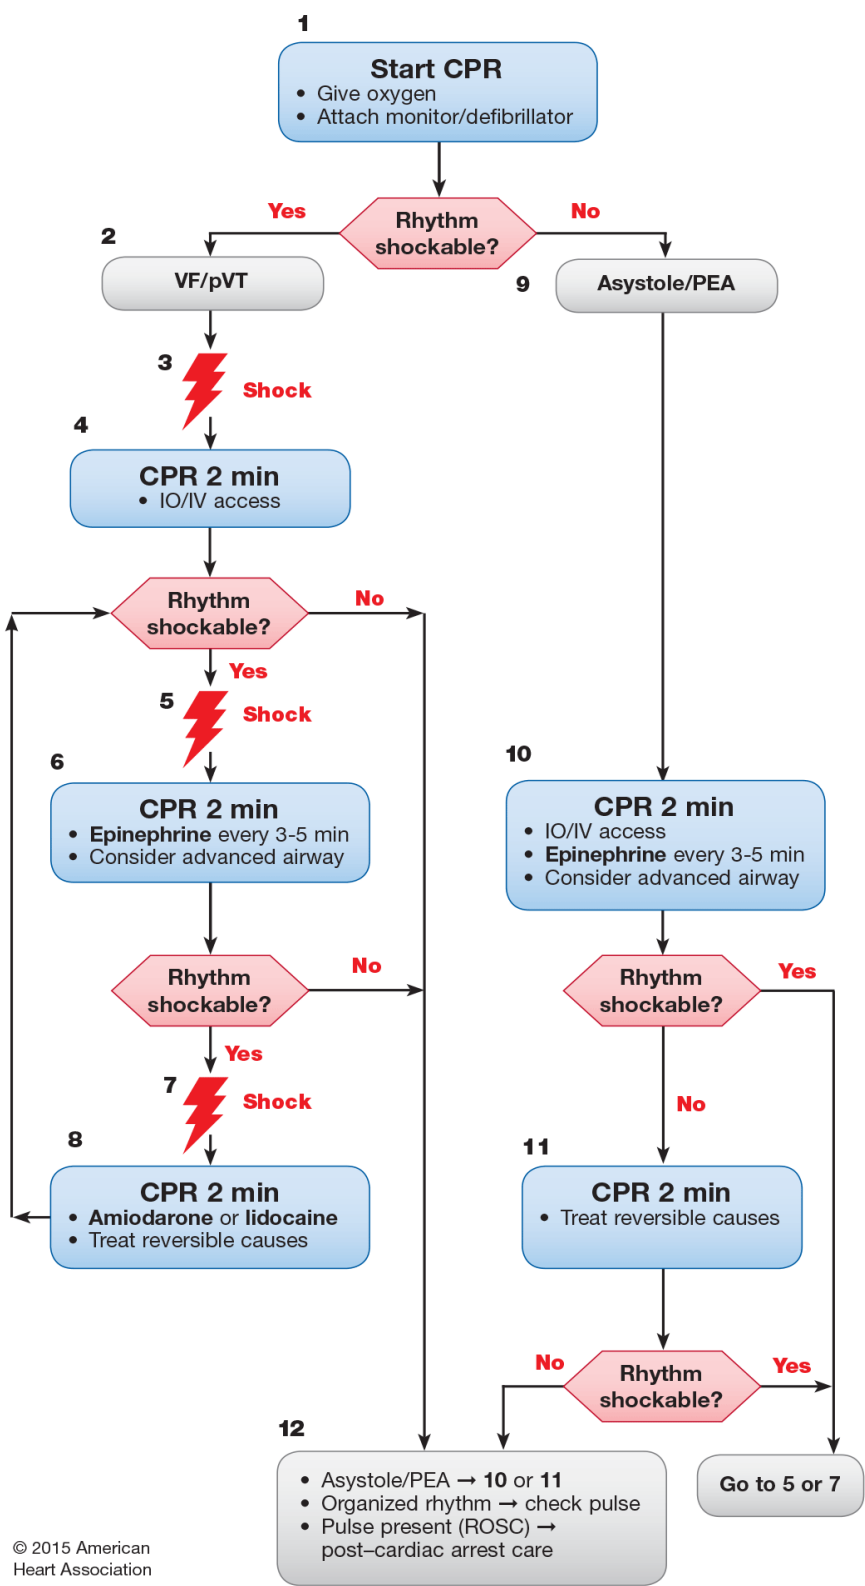 1
Start CPR
• Give oxygen
• Attach monitor/defibrillator
Rhythm
shockable?
Yes
No
2
VF/pVT
9
Asystole/PEA
3
Shock
4
CPR 2 min
• IO/IV access
Rhythm
shockable?
No
Yes
5
Shock
6
CPR 2 min
• Epinephrine every 3-5 min
• Consider advanced airway
Rhythm
shockable?
No
Yes
7
Shock
8
CPR 2 min
• Amiodarone or lidocaine
• Treat reversible causes
10
CPR 2 min
• IO/IV access
• Epinephrine every 3-5 min
• Consider advanced airway
Rhythm
shockable?
Yes
No
11
CPR 2 min
• Treat reversible causes
Rhythm
shockable?
No
Yes
12
• Asystole/PEA → 10 or 11
• Organized rhythm → check pulse
• Pulse present (ROSC) →
post–cardiac arrest care
Go to 5 or 7
© 2015 American
Heart Association